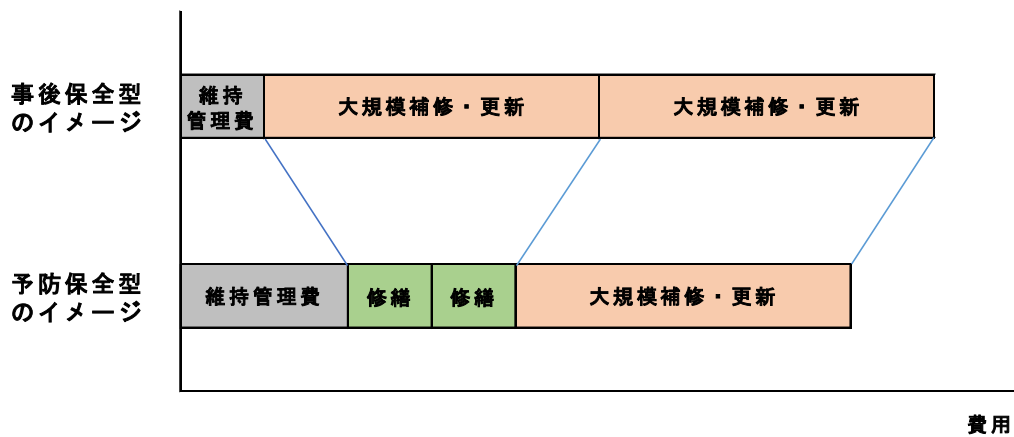 事後保全型
のイメージ
維持
管理費
大規模補修・更新
大規模補修・更新
予防保全型
のイメージ
維持管理費
修繕
修繕
大規模補修・更新
費用